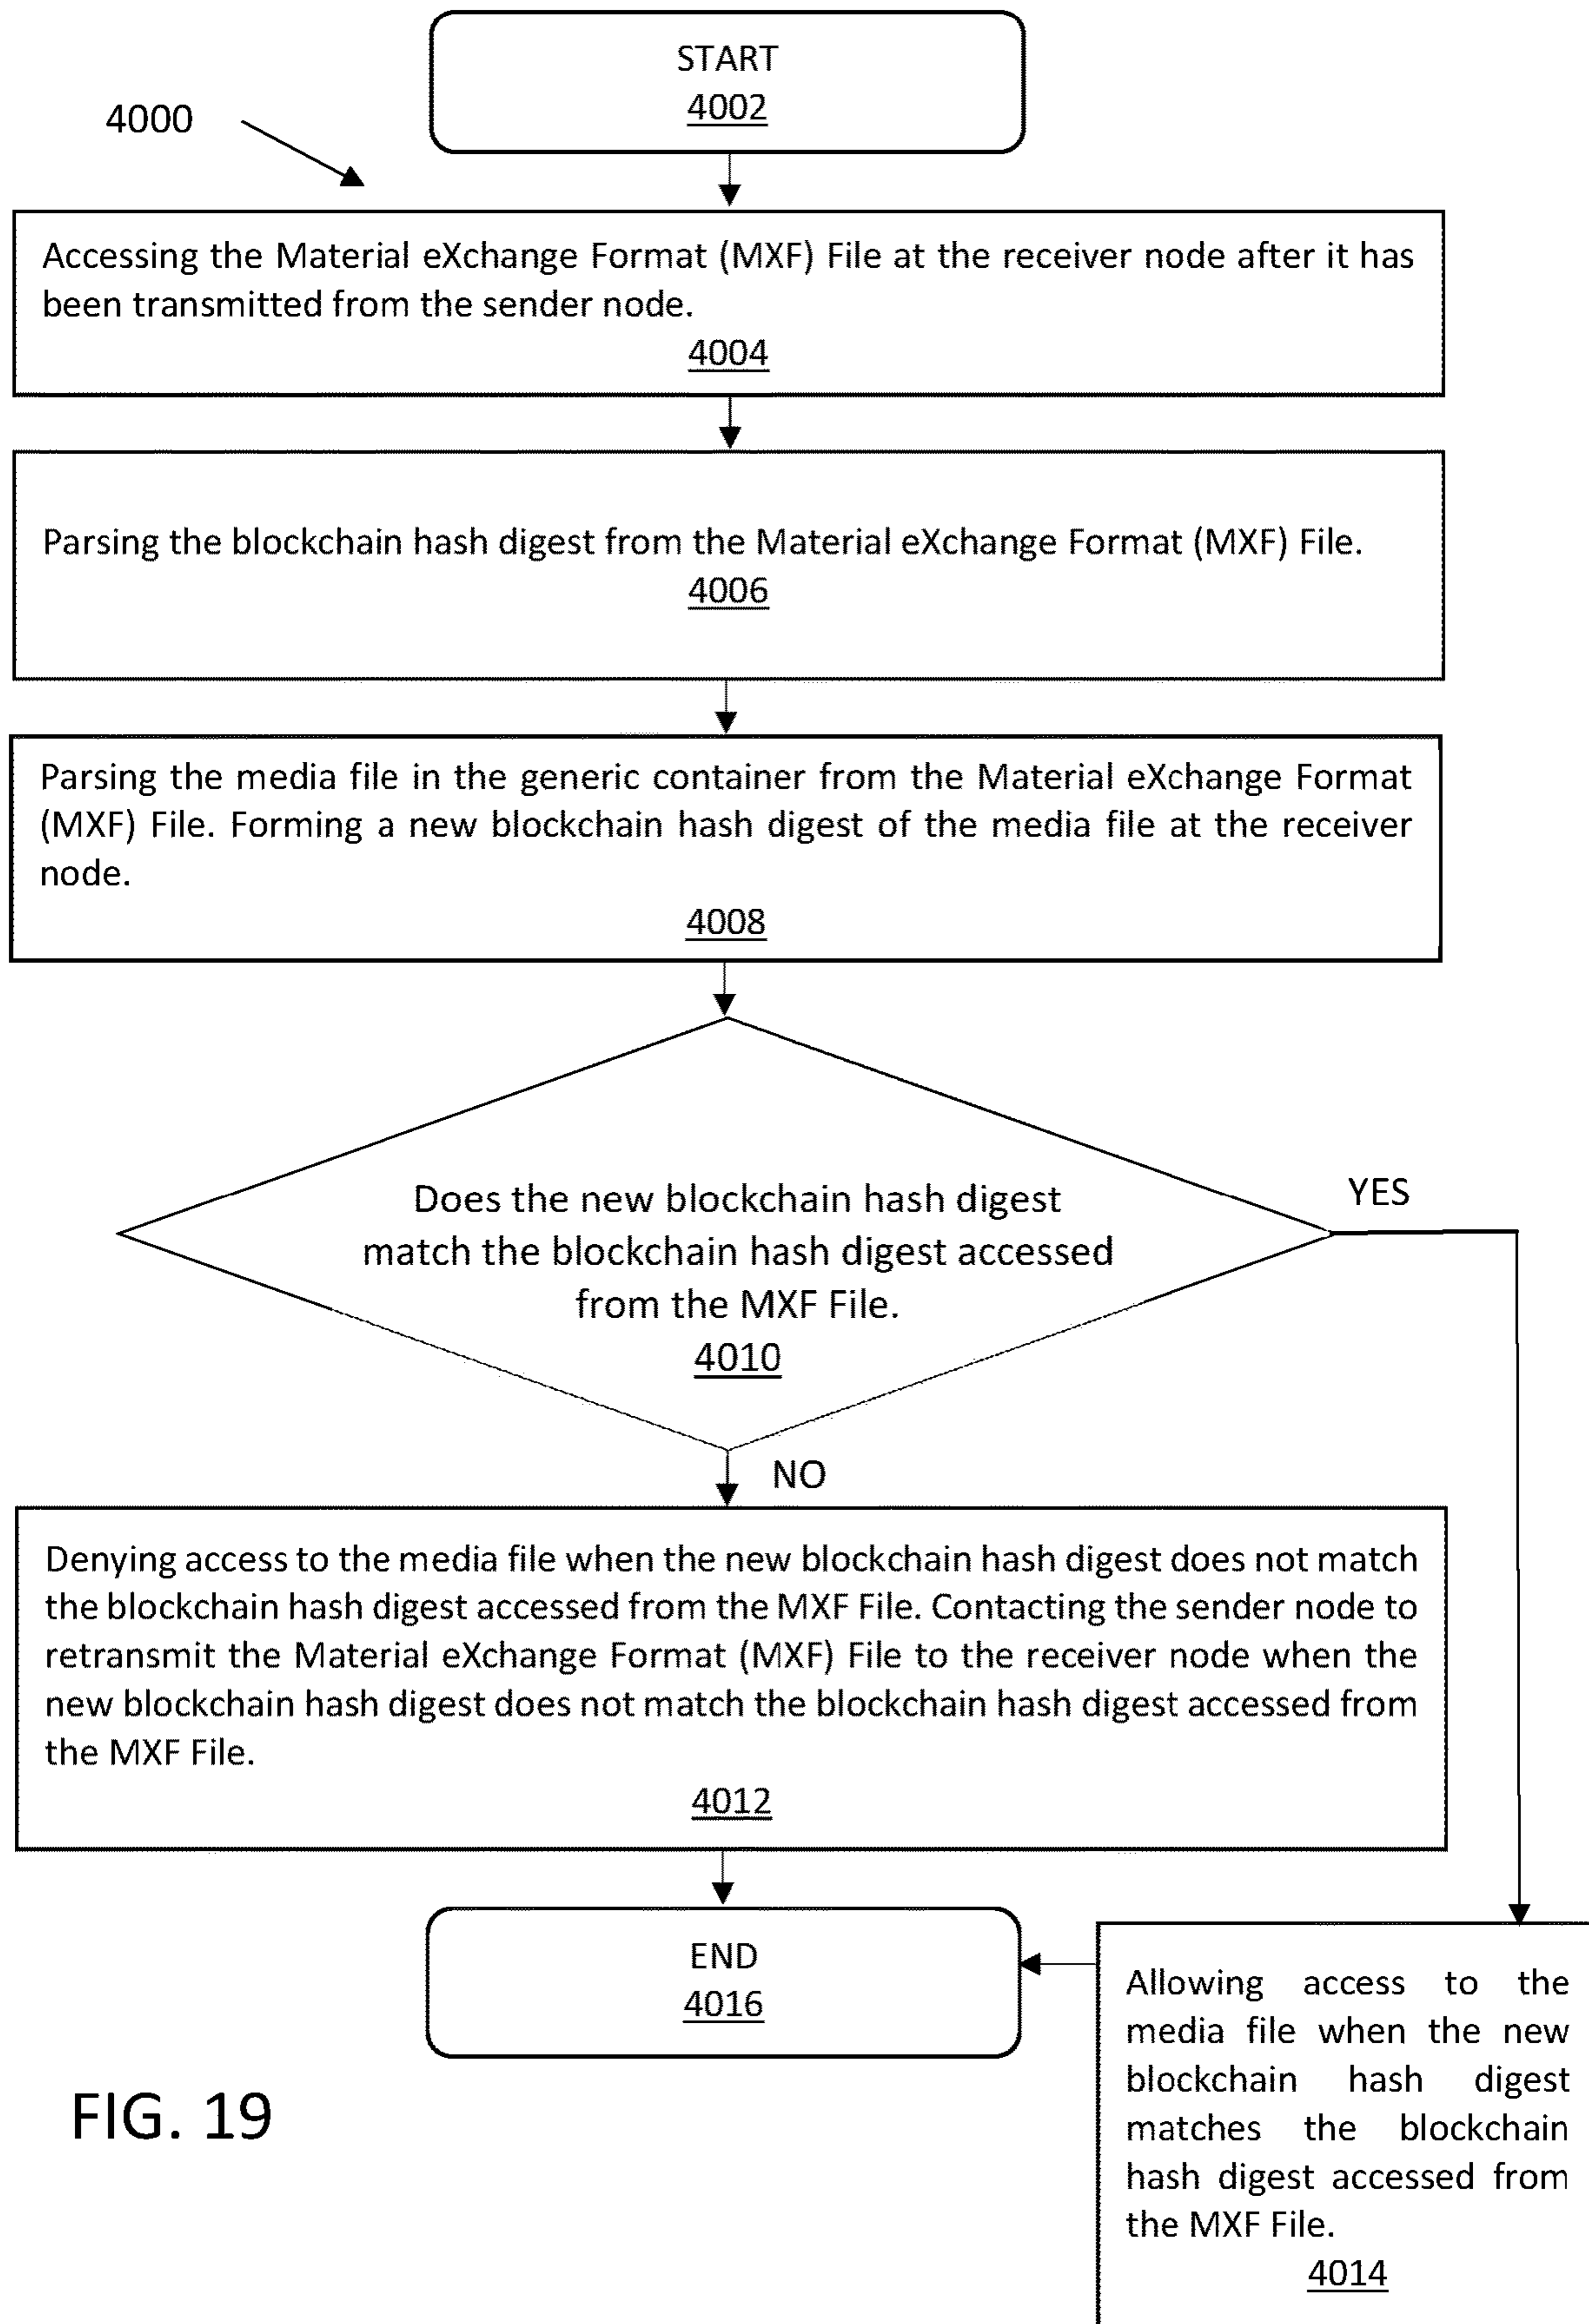 START
4002
4000
Accessing the Material eXchange Format (MXF) File at the receiver node after it has
been transmitted from the sender node.
4004
Parsing the blockchain hash digest from the Material eXchange Format (MXF) File.
4006
Parsing the media file in the generic container from the Material eXchange Format
(MXF) File. Forming a new blockchain hash digest of the media file at the receiver
node.
4008
Does the new blockchain hash digest
match the blockchain hash digest accessed
from the MXF File.
4010
YES
NO
Denying access to the media file when the new blockchain hash digest does not match
the blockchain hash digest accessed from the MXF File. Contacting the sender node to
retransmit the Material eXchange Format (MXF) File to the receiver node when the
new blockchain hash digest does not match the blockchain hash digest accessed from
the MXF File.
4012
END
4016
Allowing access to the
media file when the new
blockchain hash digest
matches the blockchain
hash digest accessed from
the MXF File.
4014
FIG. 19